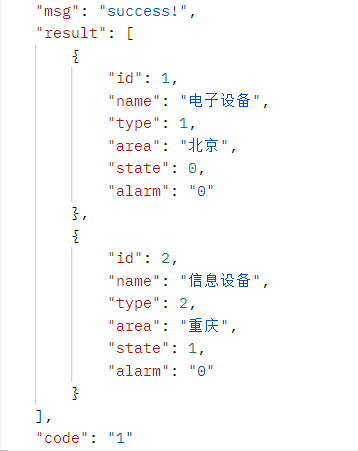 "msg": "success!",
"result": [
{
"id": 1,
"name": "电子设备",
"type": 1,
"area": "北京",
"state": 0,
"alarm": "0"
},
{
"id": 2,
"name": "信息设备",
"type": 2,
"area": "重庆",
"state": 1,
"alarm": "0"
}
],
"code": "1"